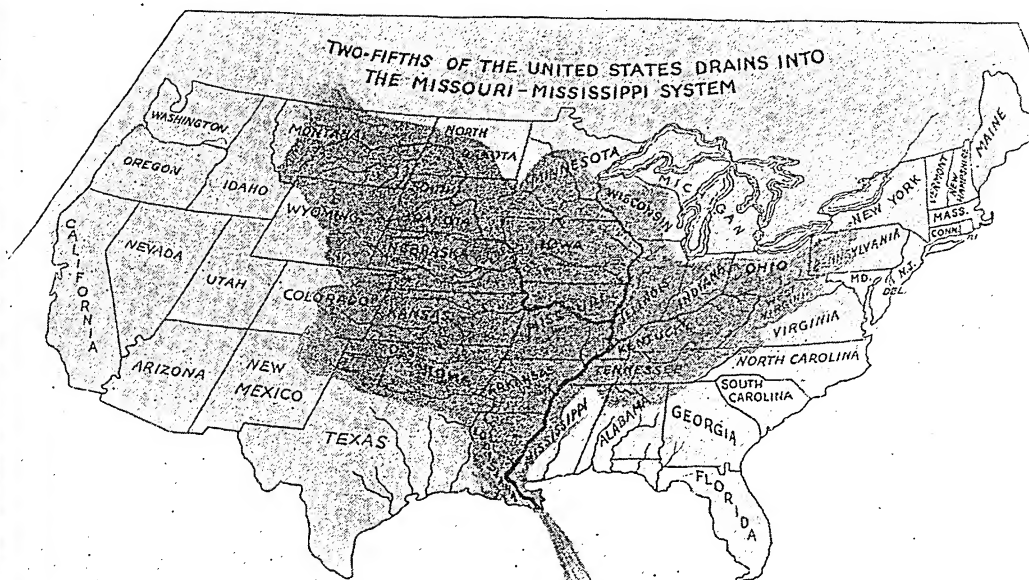 TWO-FIFTHS OF THE UNITED STATES DRAINS INTO
THE MISSOURI-MISSISSIPPI SYSTEM
WASHINGTON
MONTANA
NORTH
DAKOTA
MINNESOTA
MAINE
OREGON
IDAHO
SOUTH
DAKOTA
WISCONSIN
MICHIGAN
VERMONT
NEW HAMPSHIRE
NEW YORK
WYOMING
MASS.
CONN.
R.I.
CALIFORNIA
NEVADA
NEBRASKA
IOWA
PENNSYLVANIA
N.J.
UTAH
COLORADO
KANSAS
ILLINOIS
INDIANA
OHIO
MD.
DEL.
KENTUCKY
VIRGINIA
ARIZONA
NEW
MEXICO
ARKANSAS
TENNESSEE
NORTH CAROLINA
SOUTH
CAROLINA
TEXAS
MISSISSIPPI
ALABAMA
GEORGIA
FLORIDA